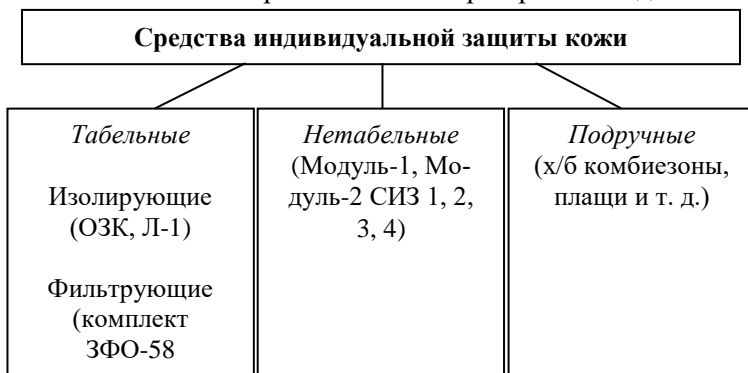 Средства индивидуальной защиты кожи
Табельные
Изолирующие
(ОЗК, Л-1)
Фильтрующие
(комплект
ЗФО-58
Нетабельные
(Модуль-1, Мо-
дуль-2 СИЗ 1, 2,
3, 4)
Подручные
(х/б комбиезоны,
плащи и т. д.)